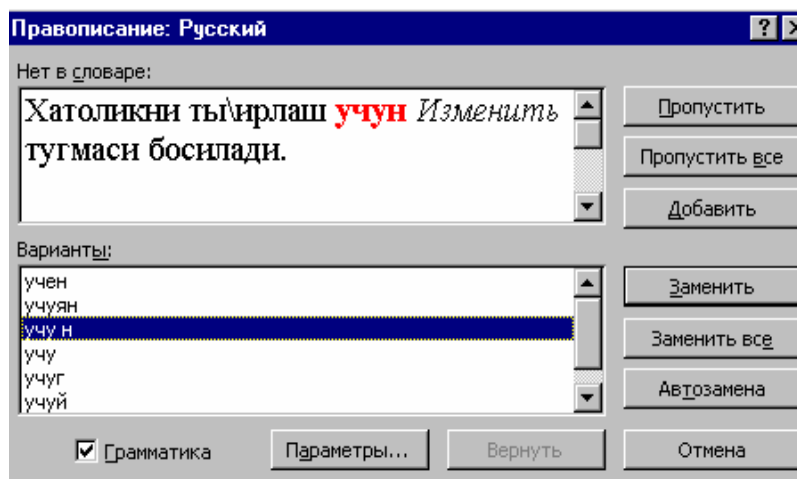 Правописание: Русский
Нет в словаре:
Хатоликни ты\ирлаш учун Изменить
тугмаси босилади.
Пропустить
Пропустить все
Добавить
Варианты:
учен
учуян
учу н
учу
учуг
учуй
Заменить
Заменить все
Автозамена
Грамматика
Параметры...
Вернуть
Отмена